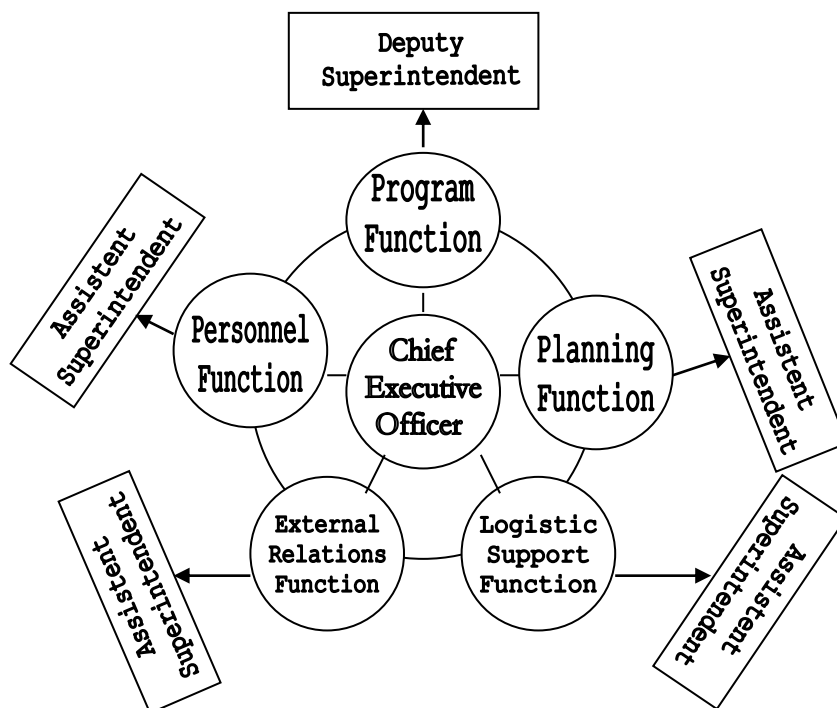 Deputy
Superintendent
Program
Function
Assistent
Superintendent
Personnel
Function
Chief
Executive
Officer
Planning
Function
Assistent
Superintendent
External
Relations
Function
Logistic
Support
Function
Assistent
Superintendent
Assistent
Superintendent